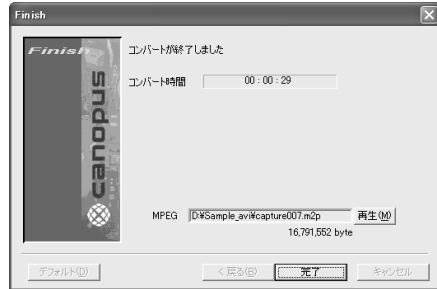 Finish
Finish
canopus
コンバートが終了しました
コンバート時間 00:00:29
MPEG D:¥Sample_avi¥capture007.m2p 再生(M)
16,791,552 byte
デフォルト(D) < 戻る(B) 完了 キャンセル